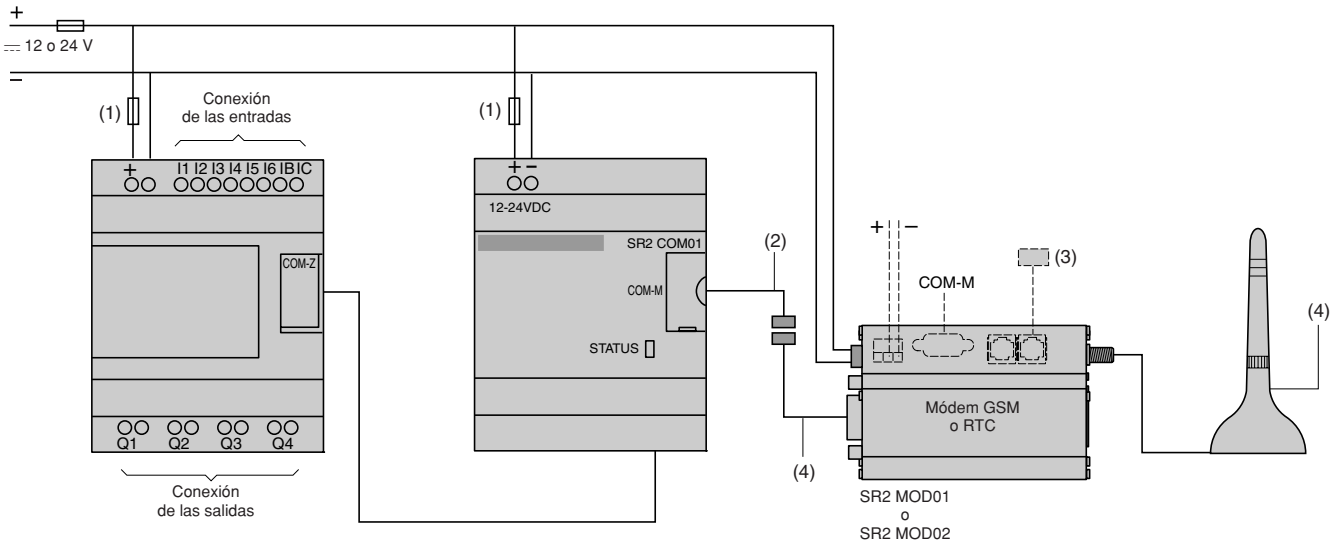 +
12 o 24 V
–
(1)
Conexión
de las entradas
(1)
+
I1 I2 I3 I4 I5 I6 IB IC
+ –
12-24VDC
SR2 COM01
COM-Z
COM-M
STATUS
(2)
+ –
(3)
COM-M
(4)
Módem GSM
o RTC
(4)
Q1 Q2 Q3 Q4
Conexión
de las salidas
SR2 MOD01
o
SR2 MOD02